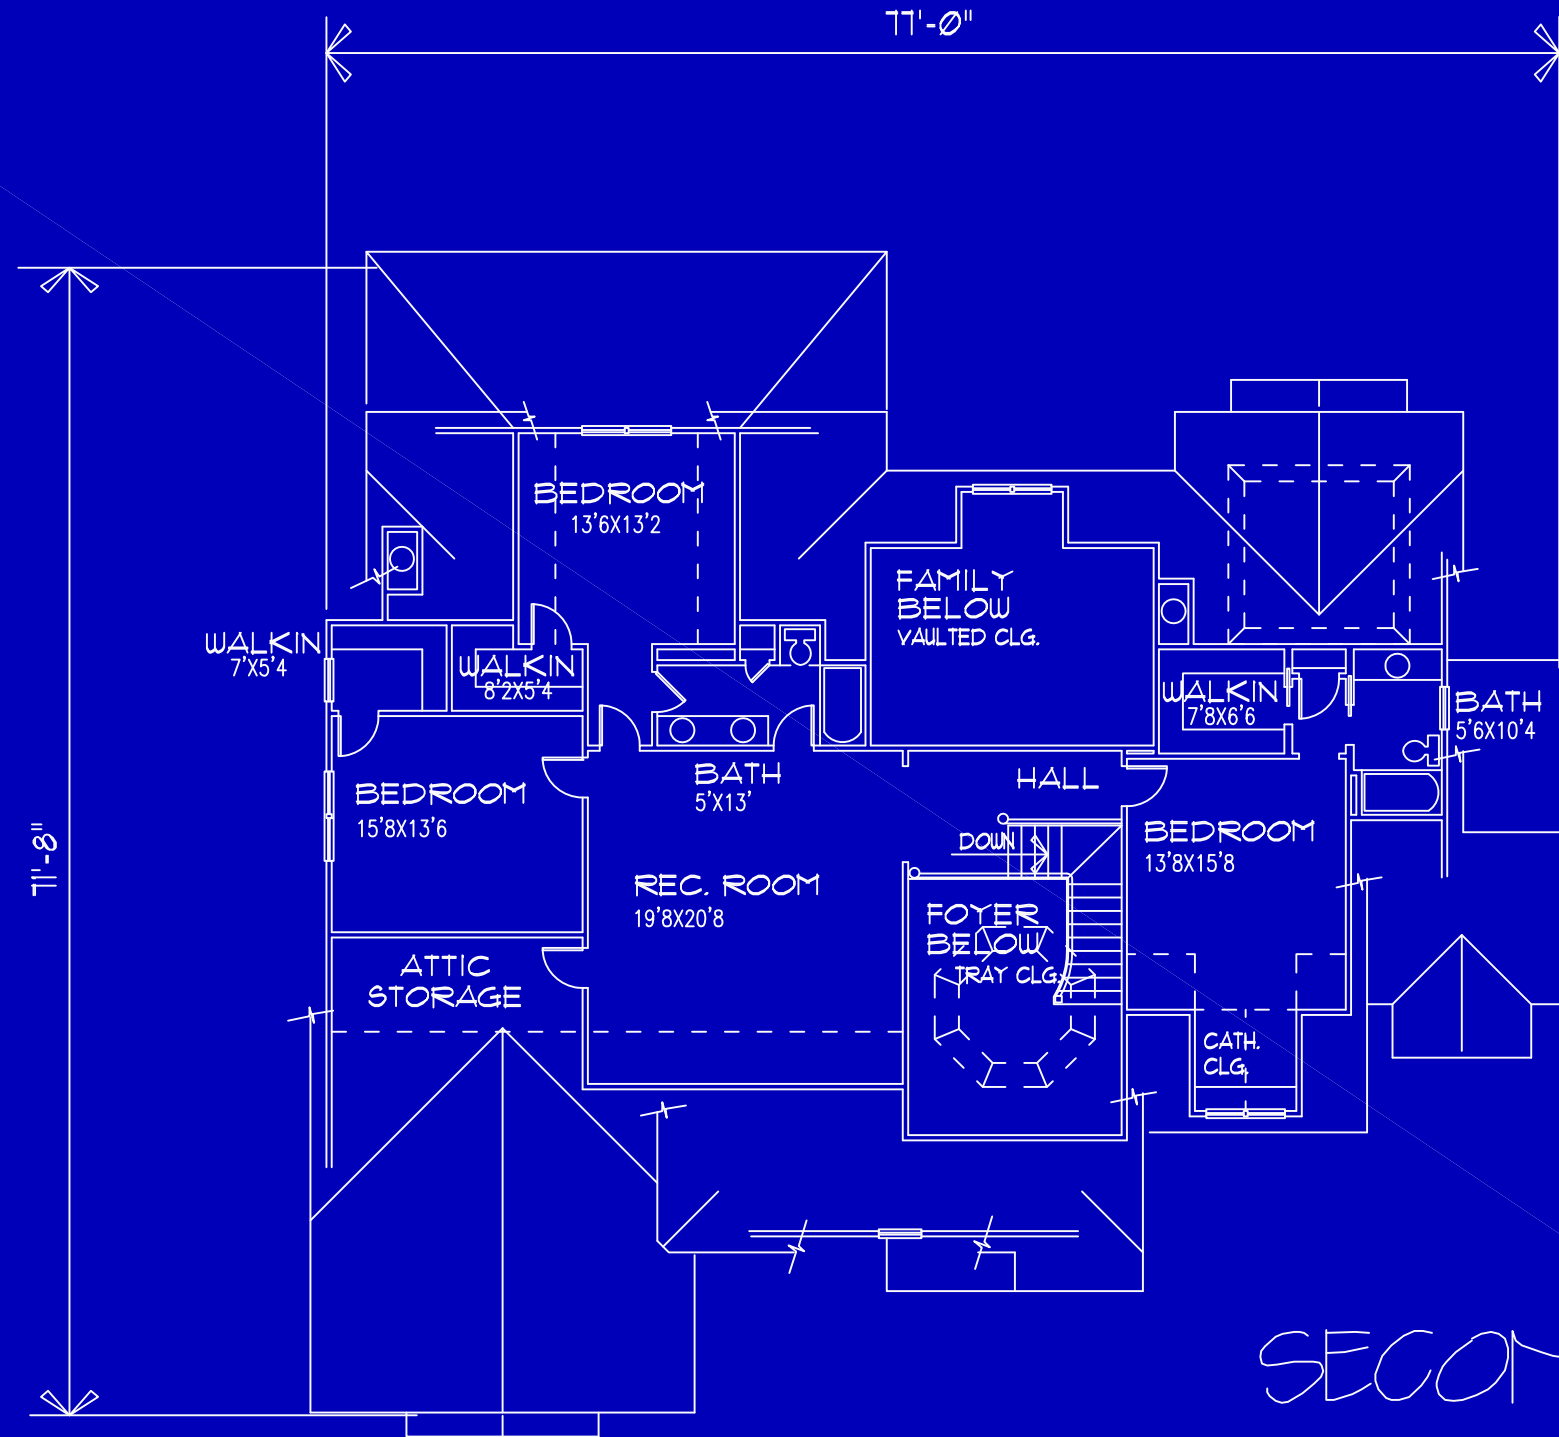 77'-0"
BEDROOM
13'6X13'2
FAMILY
BELOW
VAULTED CLG.
WALKIN
7'X5'4
WALKIN
8'2X5'4
WALKIN
7'8X6'6
BATH
5'6X10'4
BATH
5'X13'
HALL
BEDROOM
15'8X13'6
DOWN
BEDROOM
13'8X15'8
71'-8"
REC. ROOM
19'8X20'8
FOYER
BELOW
TRAY CLG.
ATTIC
STORAGE
CATH.
CLG.
SECO